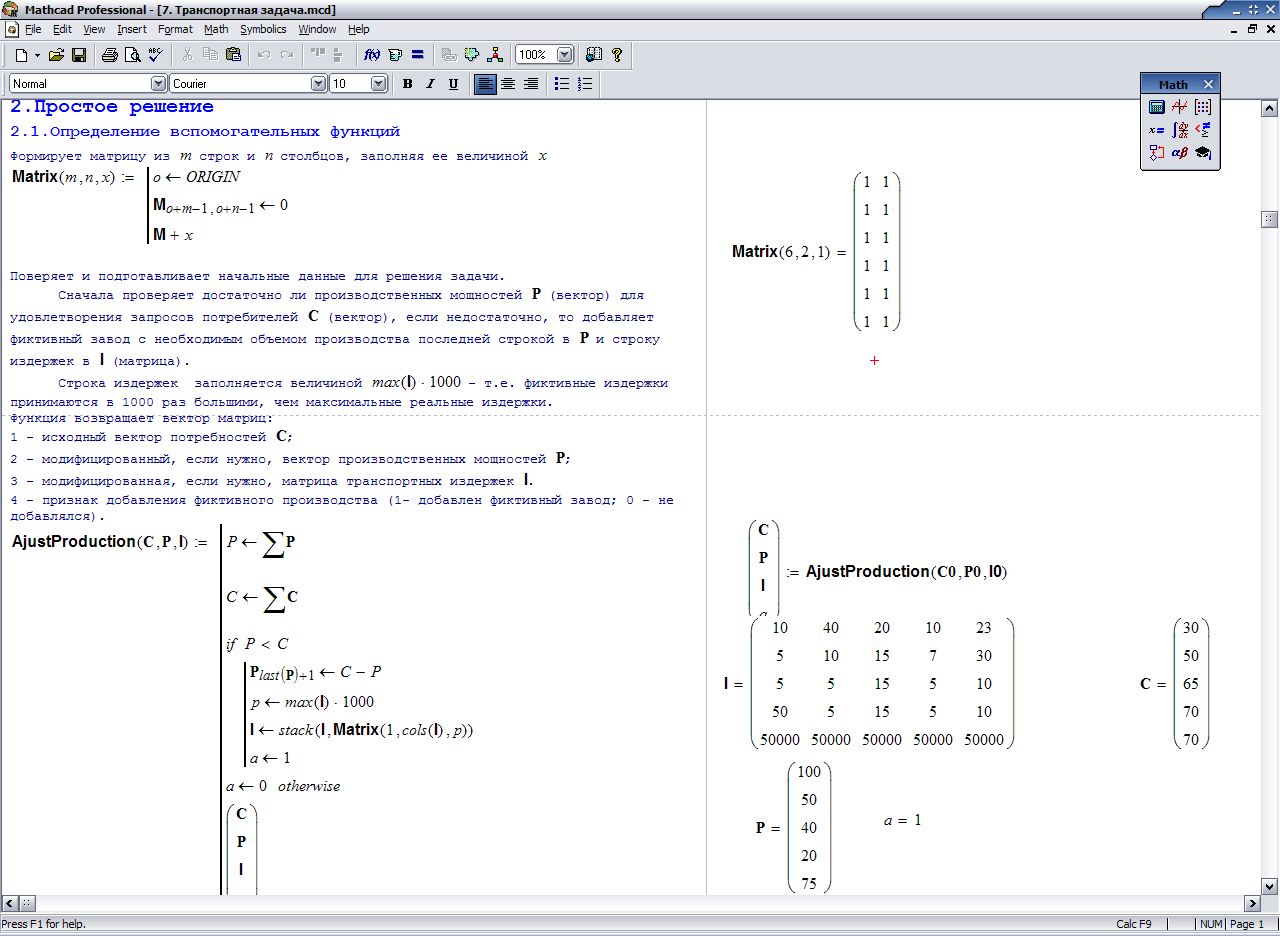 Mathcad Professional - [7. Транспортная задача.mcd]
File Edit View Insert Format Math Symbolics Window Help
100%
Normal Courier 10 B I U
Math
2.Простое решение
2.1.Определение вспомогательных функций
Формирует матрицу из m строк и n столбцов, заполняя ее величиной x
Matrix(m,n,x) :=
o ← ORIGIN
M o+m−1,o+n−1 ← 0
M + x
Matrix(6,2,1) =
1 1
1 1
1 1
1 1
1 1
1 1
Поверяет и подготавливает начальные данные для решения задачи.
Сначала проверяет достаточно ли производственных мощностей P (вектор) для
удовлетворения запросов потребителей C (вектор), если недостаточно, то добавляет
фиктивный завод с необходимым объемом производства последней строкой в P и строку
издержек в I (матрица).
Строка издержек заполняется величиной max(I)·1000 – т.е. фиктивные издержки
принимаются в 1000 раз большими, чем максимальные реальные издержки.
Функция возвращает вектор матриц:
1 – исходный вектор потребностей C;
2 – модифицированный, если нужно, вектор производственных мощностей P;
3 – модифицированная, если нужно, матрица транспортных издержек I.
4 – признак добавления фиктивного производства (1– добавлен фиктивный завод; 0 – не
добавлялся).
AjustProduction(C,P,I) :=
P ← ∑P
C ← ∑C
if P < C
P last(P)+1 ← C − P
p ← max(I)·1000
I ← stack(I,Matrix(1,cols(I),p))
a ← 1
a ← 0 otherwise
C
P
I
C
P
I
a
:= AjustProduction(C0,P0,I0)
I =
10 40 20 10 23
5 10 15 7 30
5 5 15 5 10
50 5 15 5 10
50000 50000 50000 50000 50000
C =
30
50
65
70
70
P =
100
50
40
20
75
a = 1
Press F1 for help. Calc F9 NUM Page 1